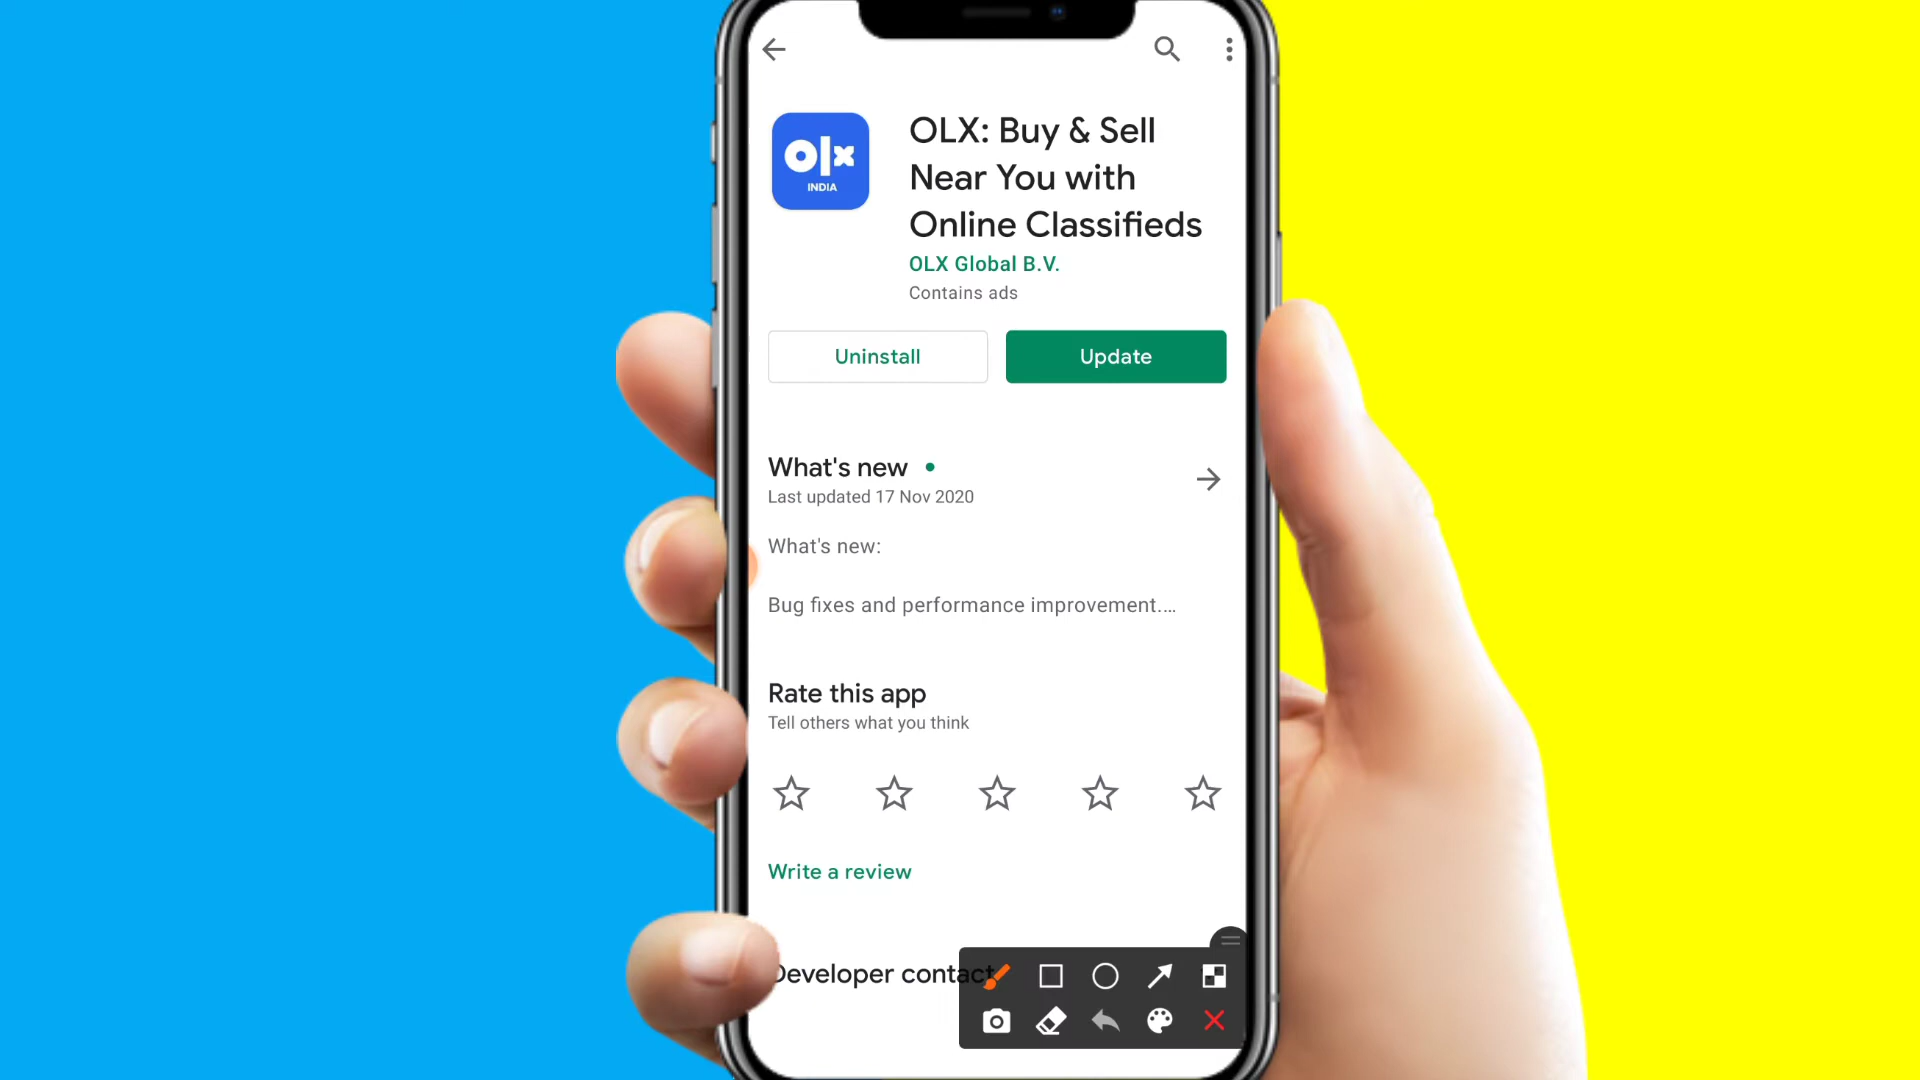 olx
INDIA
OLX: Buy & Sell
Near You with
Online Classifieds
OLX Global B.V.
Contains ads
Uninstall
Update
What's new
Last updated 17 Nov 2020
What's new:
Bug fixes and performance improvement....
Rate this app
Tell others what you think
Write a review
Developer contact